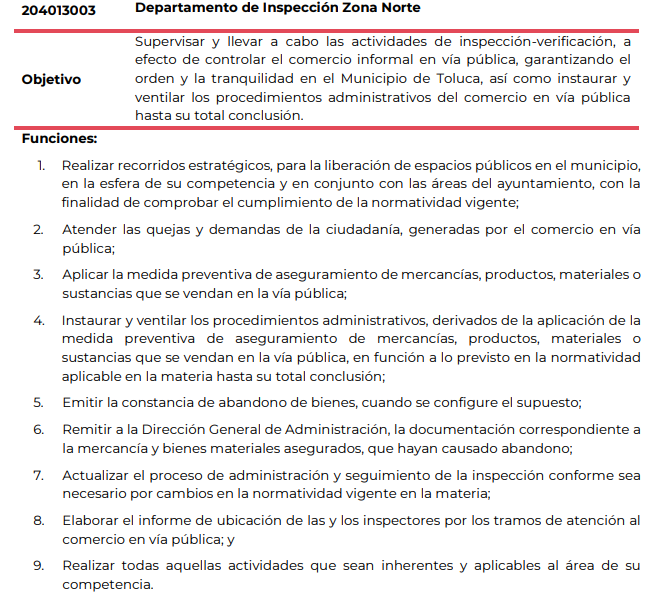 204013003 Departamento de Inspección Zona Norte
Objetivo
Supervisar y llevar a cabo las actividades de inspección-verificación, a
efecto de controlar el comercio informal en vía pública, garantizando el
orden y la tranquilidad en el Municipio de Toluca, así como instaurar y
ventilar los procedimientos administrativos del comercio en vía pública
hasta su total conclusión.
Funciones:
1. Realizar recorridos estratégicos, para la liberación de espacios públicos en el municipio,
en la esfera de su competencia y en conjunto con las áreas del ayuntamiento, con la
finalidad de comprobar el cumplimiento de la normatividad vigente;
2. Atender las quejas y demandas de la ciudadanía, generadas por el comercio en vía
pública;
3. Aplicar la medida preventiva de aseguramiento de mercancías, productos, materiales o
sustancias que se vendan en la vía pública;
4. Instaurar y ventilar los procedimientos administrativos, derivados de la aplicación de la
medida preventiva de aseguramiento de mercancías, productos, materiales o
sustancias que se vendan en la vía pública, en función a lo previsto en la normatividad
aplicable en la materia hasta su total conclusión;
5. Emitir la constancia de abandono de bienes, cuando se configure el supuesto;
6. Remitir a la Dirección General de Administración, la documentación correspondiente a
la mercancía y bienes materiales asegurados, que hayan causado abandono;
7. Actualizar el proceso de administración y seguimiento de la inspección conforme sea
necesario por cambios en la normatividad vigente en la materia;
8. Elaborar el informe de ubicación de las y los inspectores por los tramos de atención al
comercio en vía pública; y
9. Realizar todas aquellas actividades que sean inherentes y aplicables al área de su
competencia.